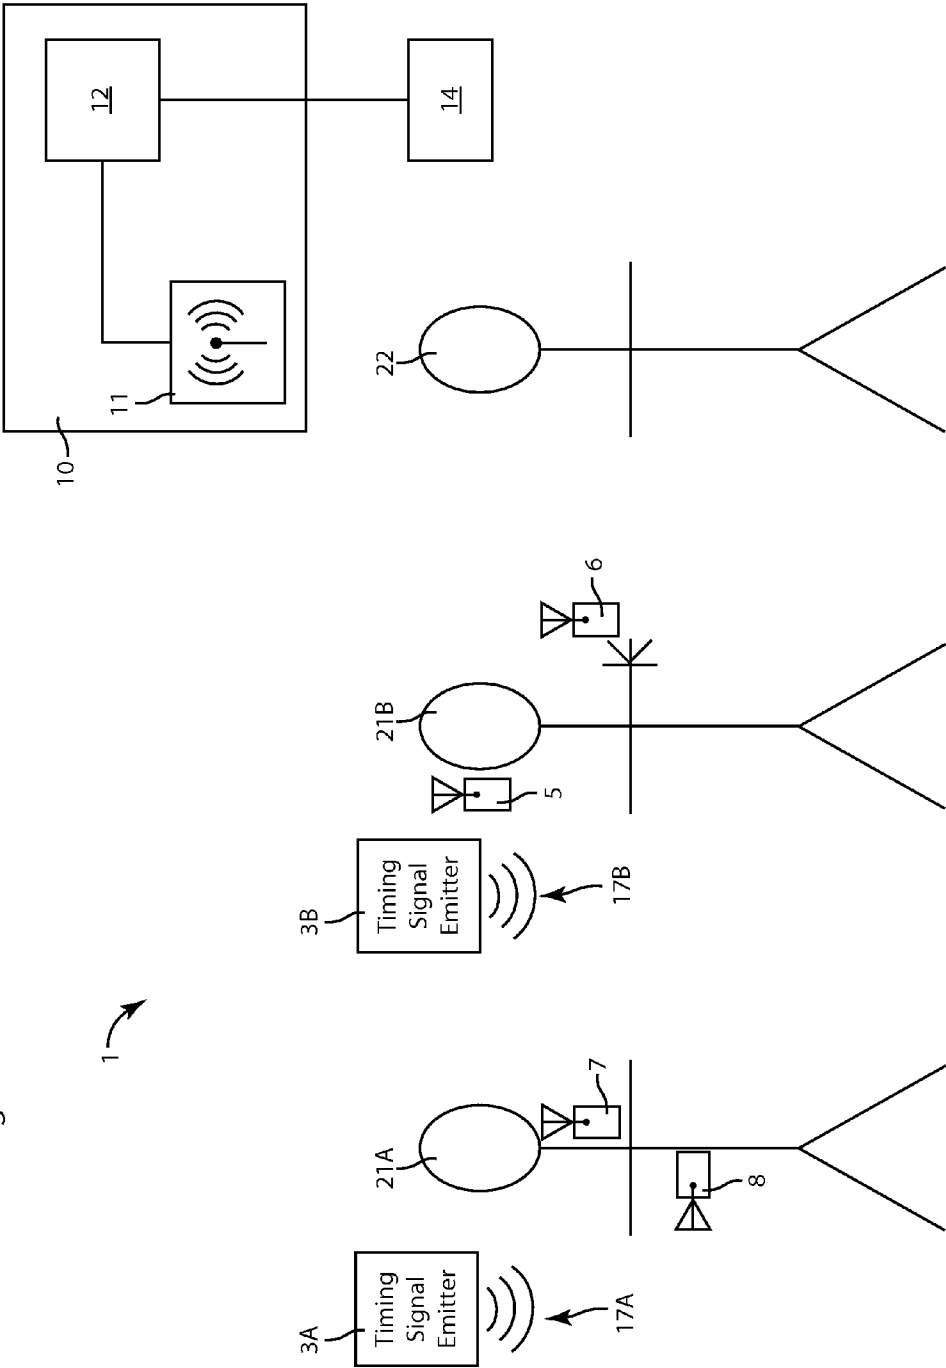 10
1
12
11
3A
3B
21A
21B
22
Timing
Signal
Emitter
Timing
Signal
Emitter
14
5
7
6
17A
17B
8